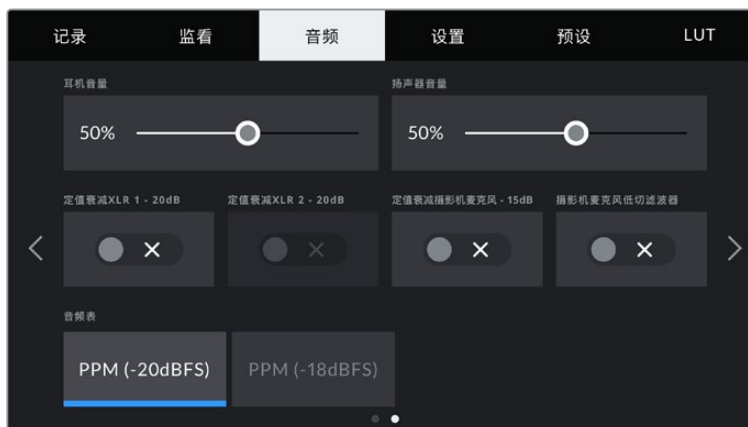 记录 监看 音频 设置 预设 LUT
耳机音量 扬声器音量
50% 50%
定值衰减XLR 1 - 20dB 定值衰减XLR 2 - 20dB 定值衰减摄影机麦克风 - 15dB 摄影机麦克风低切滤波器
音频表
PPM (-20dBFS) PPM (-18dBFS)